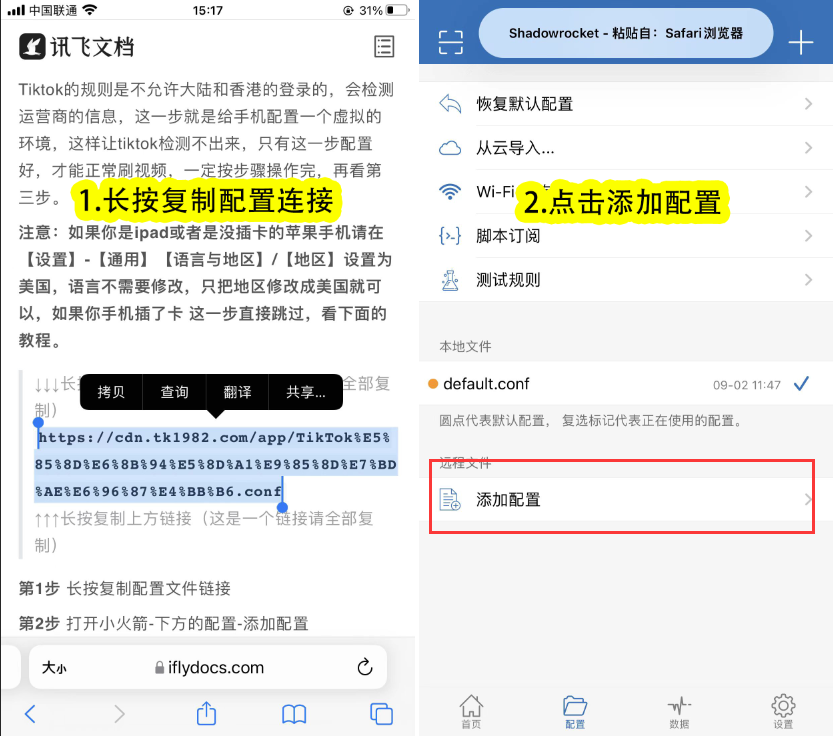 中国联通
15:17
31%
讯飞文档
Tiktok的规则是不允许大陆和香港的登录的，会检测
运营商的信息，这一步就是给手机配置一个虚拟的
环境，这样让tiktok检测不出来，只有这一步配置
好，才能正常刷视频，一定按步骤操作完，再看第
三步。
1.长按复制配置连接
注意：如果你是ipad或者是没插卡的苹果手机请在
【设置】-【通用】【语言与地区】/【地区】设置为
美国，语言不需要修改，只把地区修改成美国就可
以，如果你手机插了卡 这一步直接跳过，看下面的
教程。
拷贝
查询
翻译
共享...
↓↓↓长
全部复
制）
https://cdn.tk1982.com/app/TikTok%E5%
85%8D%E6%8B%94%E5%8D%A1%E9%85%8D%E7%BD
%AE%E6%96%87%E4%BB%B6.conf
↑↑↑长按复制上方链接（这是一个链接请全部复
制）
第1步 长按复制配置文件链接
第2步 打开小火箭-下方的配置-添加配置
大小
iflydocs.com
Shadowrocket - 粘贴自：Safari浏览器
恢复默认配置
从云导入...
Wi-Fi
2.点击添加配置
脚本订阅
测试规则
本地文件
default.conf
09-02 11:47
圆点代表默认配置， 复选标记代表正在使用的配置。
远程文件
添加配置
首页
配置
数据
设置